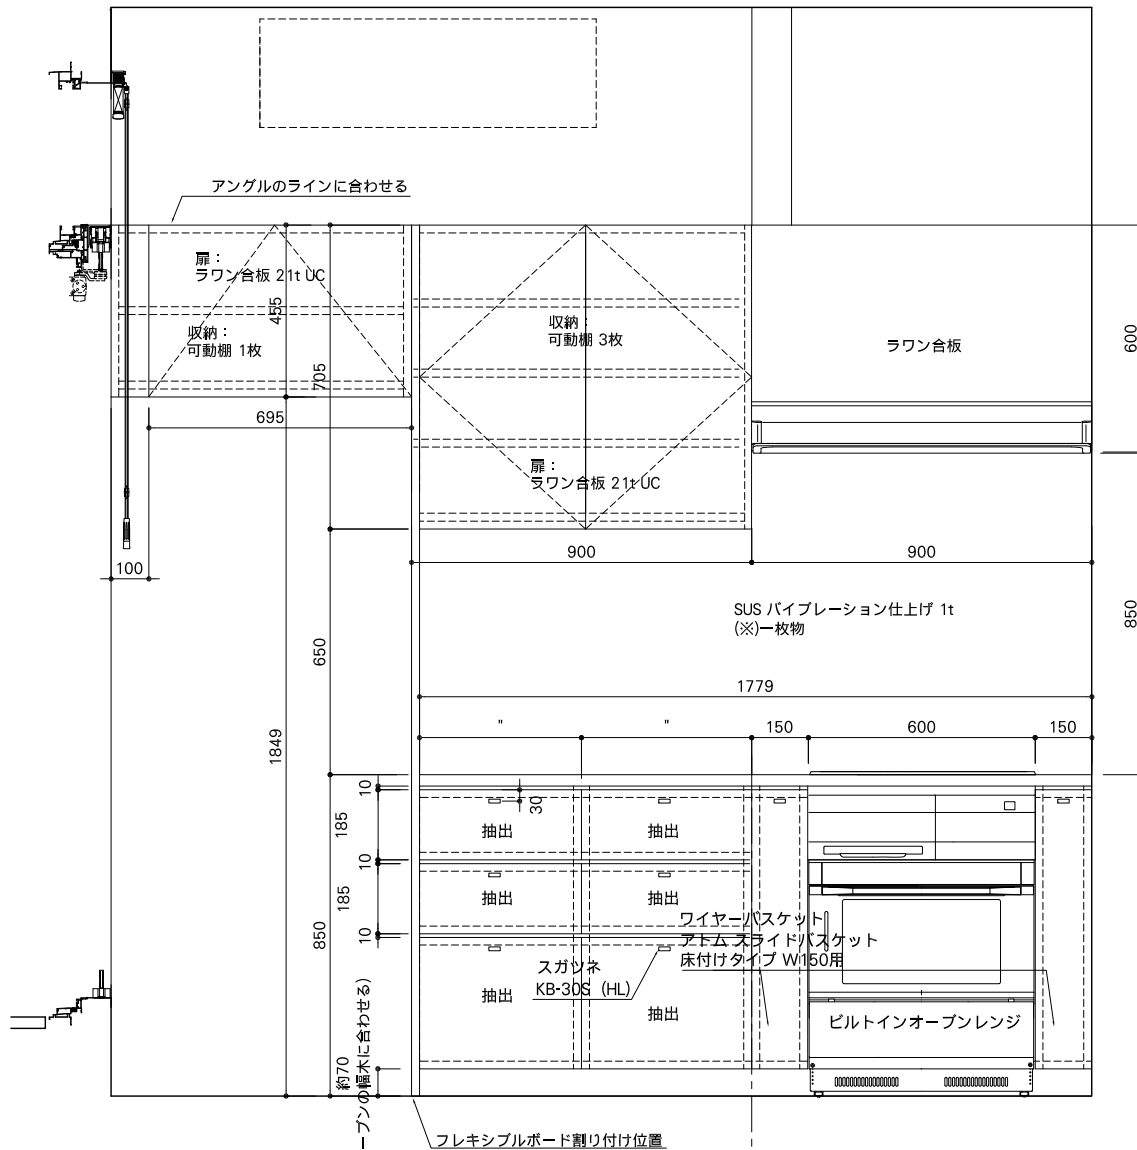 アングルのラインに合わせる
扉：
ラワン合板 21t UC
455
収納：
可動棚 1枚
収納：
可動棚 3枚
ラワン合板
600
705
695
扉：
ラワン合板 21t UC
900
900
100
SUS バイブレーション仕上げ 1t
(※)一枚物
850
650
1779
1849
"
"
150
600
150
10
30
185
抽出
抽出
10
185
抽出
抽出
10
ワイヤーバスケット
アトム スライドバスケット
床付けタイプ W150用
850
スガツネ
KB-30S (HL)
抽出
抽出
ビルトインオーブンレンジ
約70
ーブンの幅木に合わせる)
フレキシブルボード割り付け位置